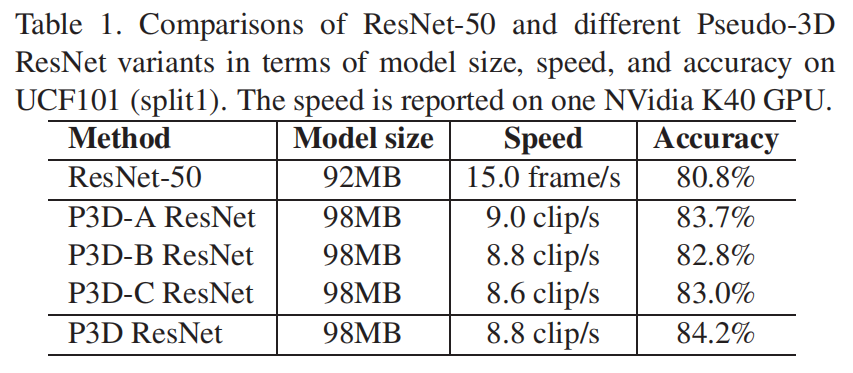 Table 1. Comparisons of ResNet-50 and different Pseudo-3D
ResNet variants in terms of model size, speed, and accuracy on
UCF101 (split1). The speed is reported on one NVidia K40 GPU.
Method Model size Speed Accuracy
ResNet-50 92MB 15.0 frame/s 80.8%
P3D-A ResNet 98MB 9.0 clip/s 83.7%
P3D-B ResNet 98MB 8.8 clip/s 82.8%
P3D-C ResNet 98MB 8.6 clip/s 83.0%
P3D ResNet 98MB 8.8 clip/s 84.2%